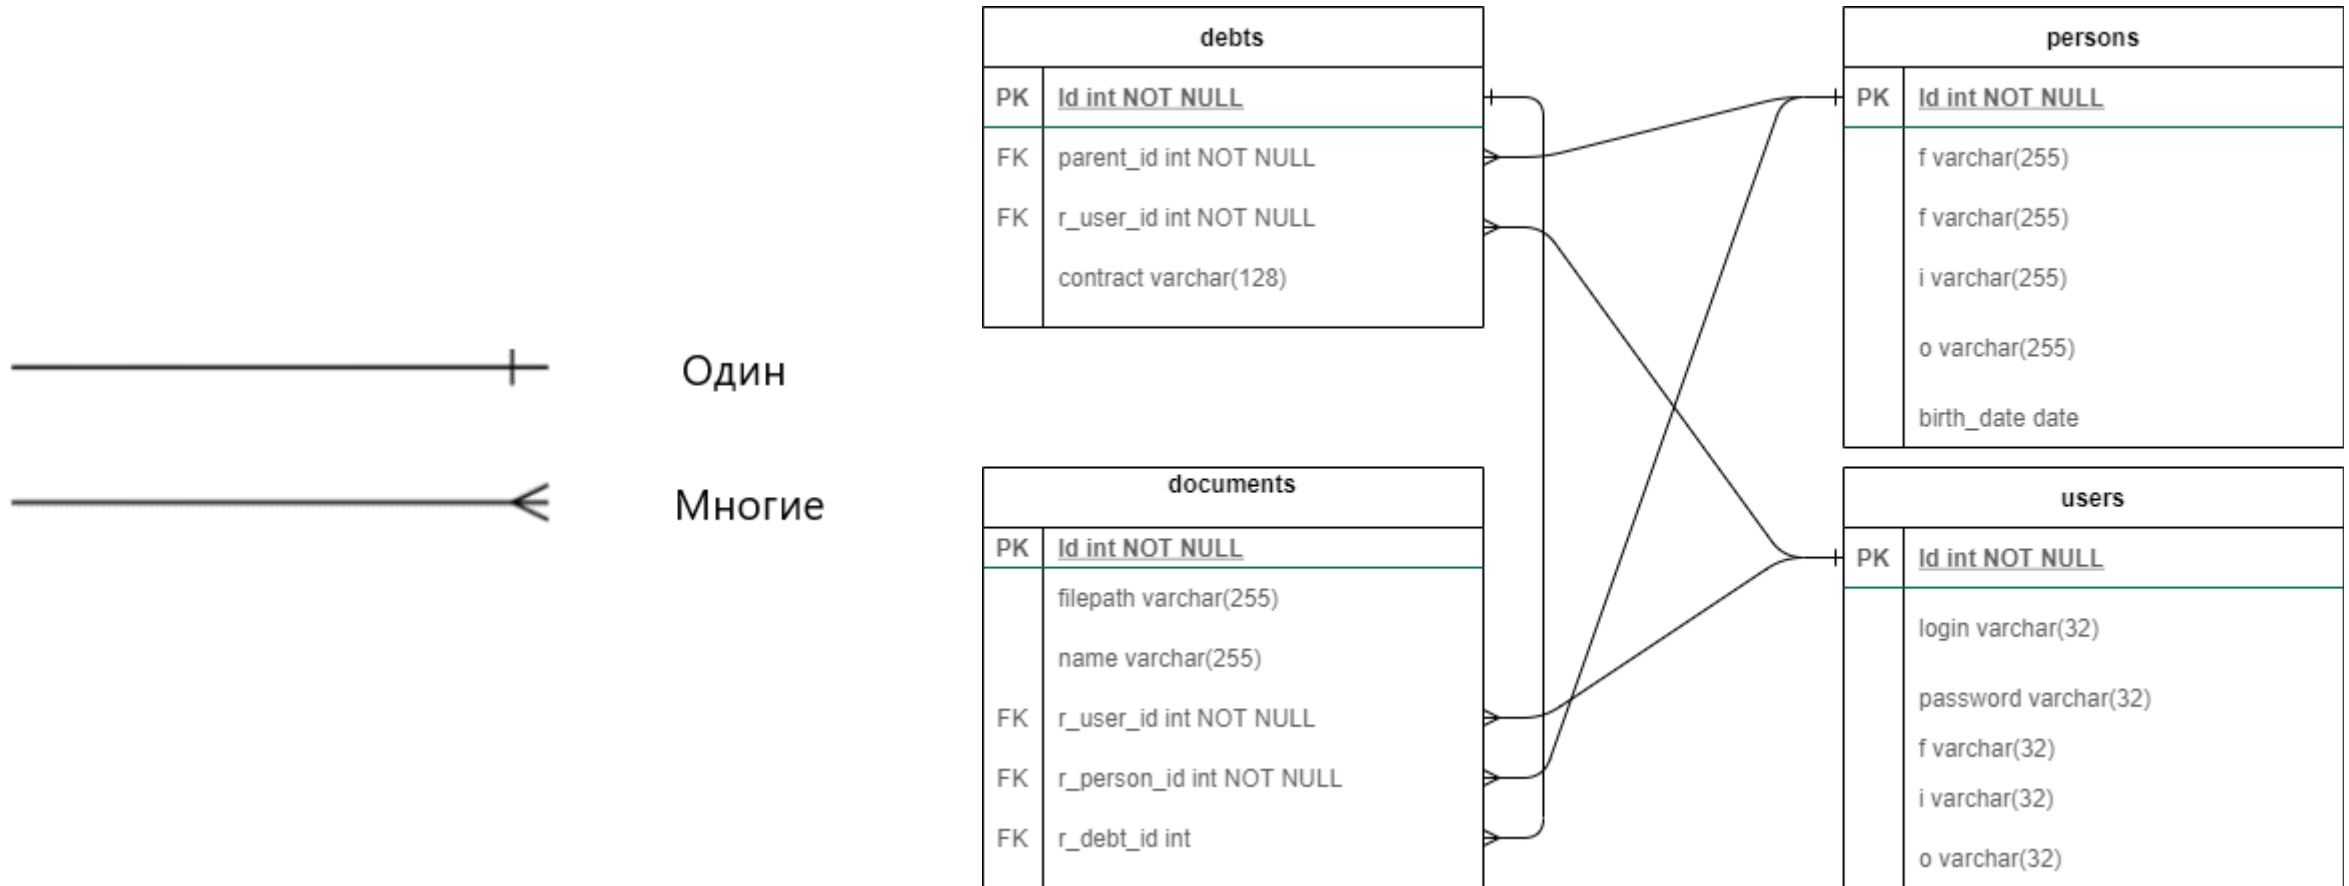 Один
Многие
debts
PK Id int NOT NULL
FK parent_id int NOT NULL
FK r_user_id int NOT NULL
contract varchar(128)
persons
PK Id int NOT NULL
f varchar(255)
f varchar(255)
i varchar(255)
o varchar(255)
birth_date date
documents
PK Id int NOT NULL
filepath varchar(255)
name varchar(255)
FK r_user_id int NOT NULL
FK r_person_id int NOT NULL
FK r_debt_id int
users
PK Id int NOT NULL
login varchar(32)
password varchar(32)
f varchar(32)
i varchar(32)
o varchar(32)